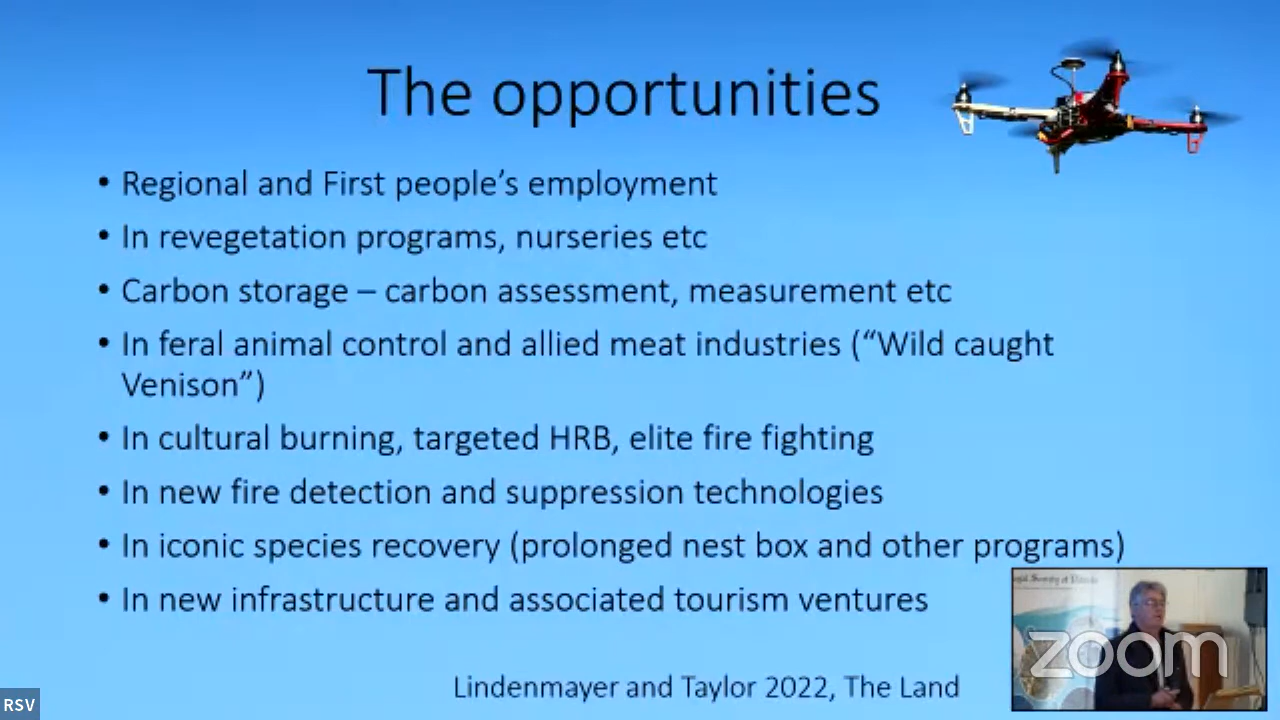 The opportunities
• Regional and First people's employment
• In revegetation programs, nurseries etc
• Carbon storage – carbon assessment, measurement etc
• In feral animal control and allied meat industries (“Wild caught
Venison”)
• In cultural burning, targeted HRB, elite fire fighting
• In new fire detection and suppression technologies
• In iconic species recovery (prolonged nest box and other programs)
• In new infrastructure and associated tourism ventures
Lindenmayer and Taylor 2022, The Land
Society of
zoom
RSV